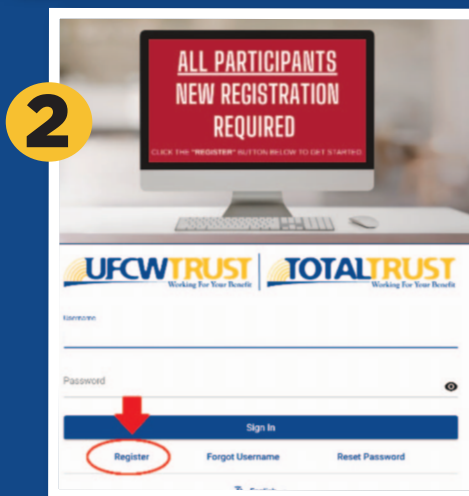 2
ALL PARTICIPANTS
NEW REGISTRATION
REQUIRED
CLICK THE "REGISTER" BUTTON BELOW TO GET STARTED
UFCWTRUST
Working For Your Benefit
TOTALTRUST
Working For Your Benefit
Username
Password
Sign In
Register Forgot Username Reset Password
English